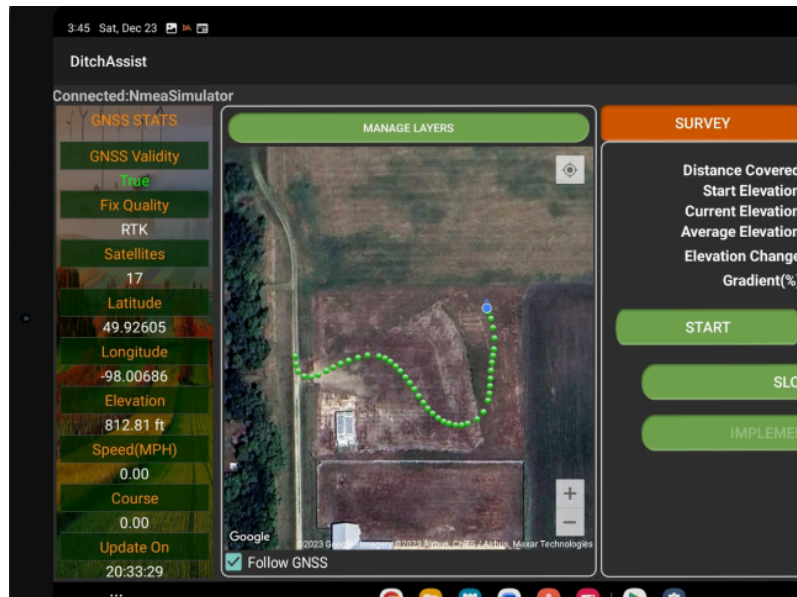 3:45 Sat, Dec 23
DitchAssist
Connected:NmeaSimulator
GNSS STATS
GNSS Validity
True
Fix Quality
RTK
Satellites
17
Latitude
49.92605
Longitude
-98.00686
Elevation
812.81 ft
Speed(MPH)
0.00
Course
0.00
Update On
20:33:29
MANAGE LAYERS
+
−
Google
©2023 Google Imagery ©2023 Airbus, CNES / Airbus, Maxar Technologies
Follow GNSS
SURVEY
Distance Covered
Start Elevation
Current Elevation
Average Elevation
Elevation Change
Gradient(%)
START
SLO
IMPLEME